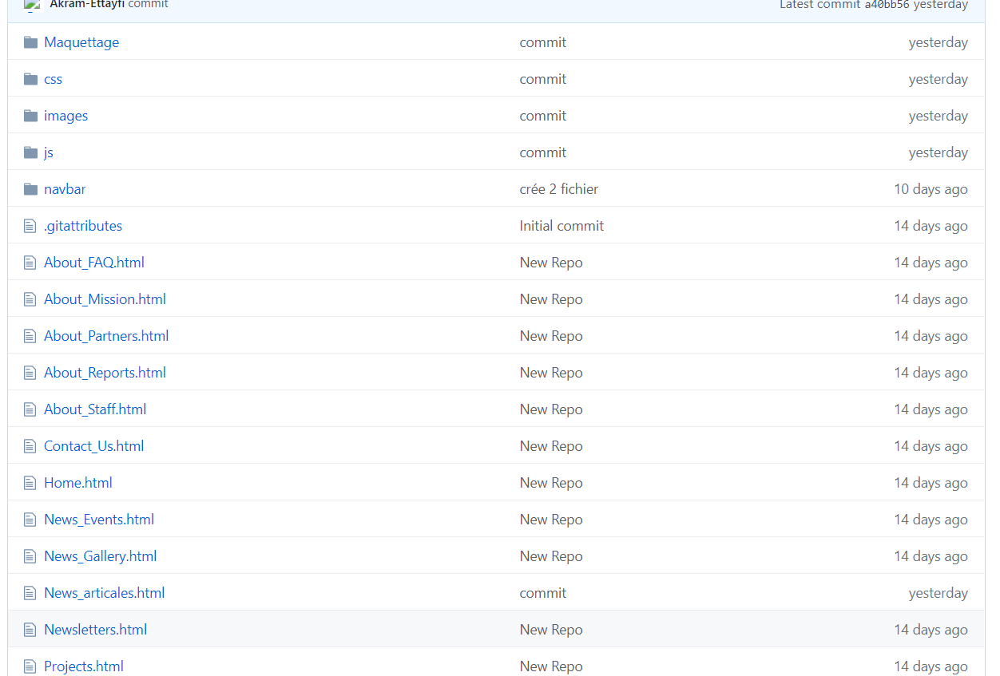 Akram-Ettayfi commit Latest commit a40bb56 yesterday
Maquettage commit yesterday
css commit yesterday
images commit yesterday
js commit yesterday
navbar crée 2 fichier 10 days ago
.gitattributes Initial commit 14 days ago
About_FAQ.html New Repo 14 days ago
About_Mission.html New Repo 14 days ago
About_Partners.html New Repo 14 days ago
About_Reports.html New Repo 14 days ago
About_Staff.html New Repo 14 days ago
Contact_Us.html New Repo 14 days ago
Home.html New Repo 14 days ago
News_Events.html New Repo 14 days ago
News_Gallery.html New Repo 14 days ago
News_articales.html commit yesterday
Newsletters.html New Repo 14 days ago
Projects.html New Repo 14 days ago